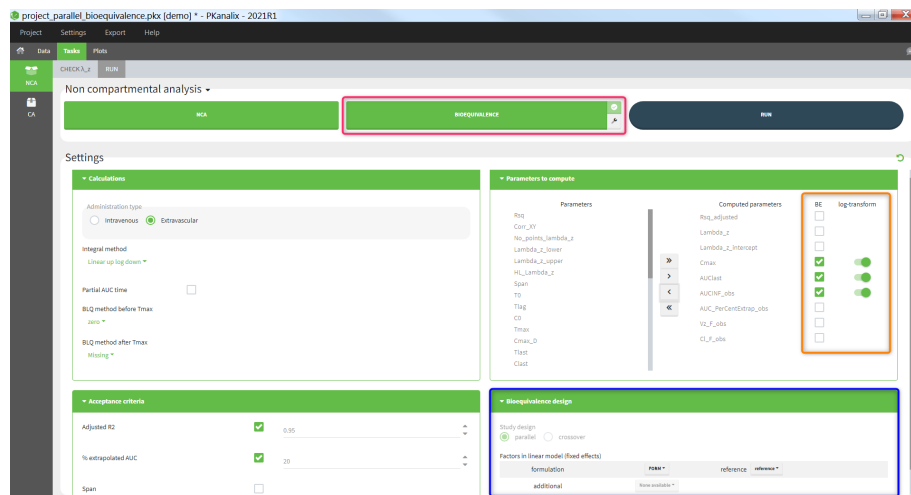 project_parallel_bioequivalence.pkx [demo] * - PKanalix - 2021R1
Project Settings Export Help
Data Tasks Plots
NCA
CA
CHECK λ_z RUN
Non compartmental analysis
NCA
BIOEQUIVALENCE
RUN
Settings
Calculations
Administration type
Intravenous Extravascular
Integral method
Linear up log down
Partial AUC time
BLQ method before Tmax
zero
BLQ method after Tmax
Missing
Parameters to compute
Parameters
Rsq
Corr_XY
No_points_lambda_z
Lambda_z_lower
Lambda_z_upper
HL_Lambda_z
Span
T0
Tlag
C0
Tmax
Cmax_D
Tlast
Clast
» 
>
<
«
Computed parameters BE log-transform
Rsq_adjusted
Lambda_z
Lambda_z_intercept
Cmax
AUClast
AUCINF_obs
AUC_PerCentExtrap_obs
Vz_F_obs
Cl_F_obs
Acceptance criteria
Adjusted R2 0.95
% extrapolated AUC 20
Span
Bioequivalence design
Study design
parallel crossover
Factors in linear model (fixed effects)
formulation FORM reference reference
additional None available